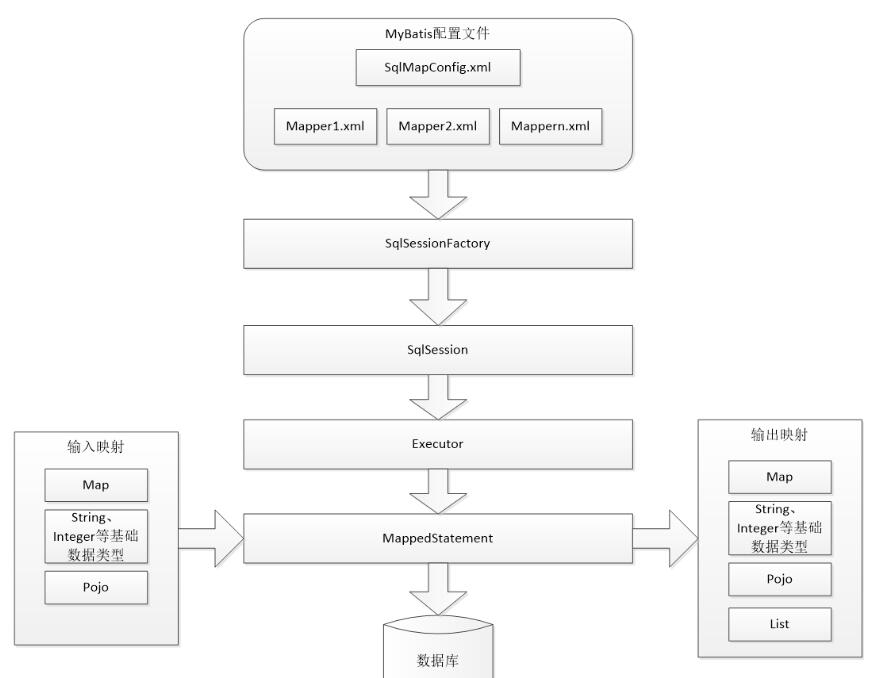 MyBatis配置文件
SqlMapConfig.xml
Mapper1.xml
Mapper2.xml
Mappern.xml
SqlSessionFactory
SqlSession
Executor
输入映射
Map
String、
Integer等基础
数据类型
Pojo
MappedStatement
输出映射
Map
String、
Integer等基础
数据类型
Pojo
List
数据库